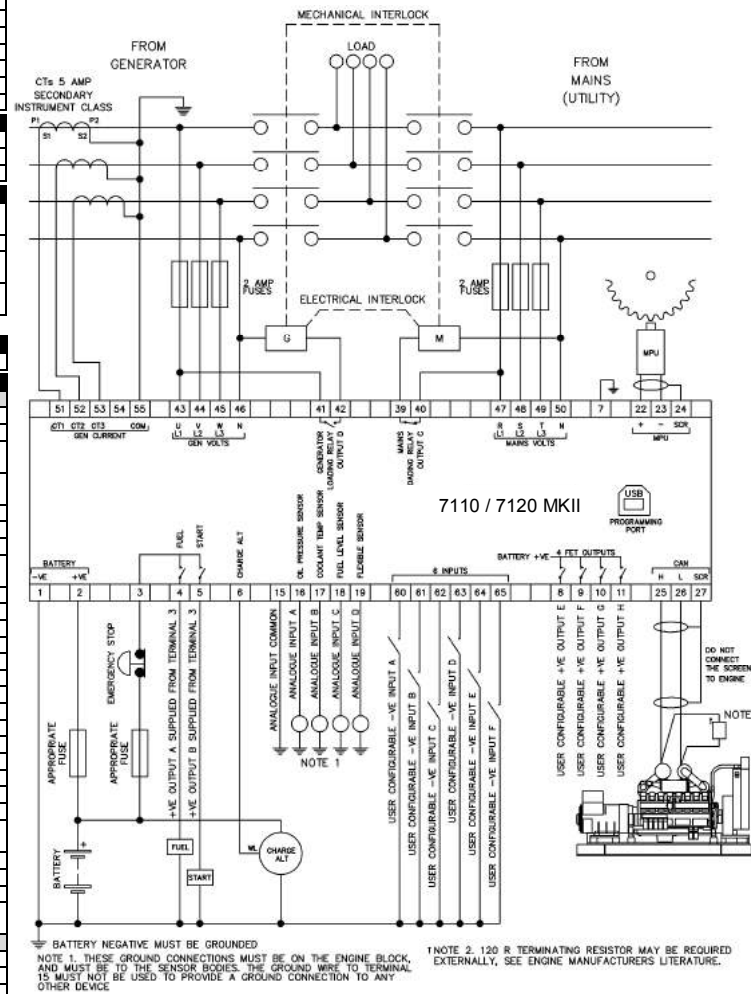 MECHANICAL INTERLOCK
FROM
GENERATOR
LOAD
FROM
MAINS
(UTILITY)
CTs 5 AMP
SECONDARY
INSTRUMENT CLASS
P1 P2
S1 S2
2 AMP
FUSES
2 AMP
FUSES
ELECTRICAL INTERLOCK
G
M
MPU
51 52 53 54 55 43 44 45 46 41 42 39 40 47 48 49 50 7 22 23 24
CT1 CT2 CT3 COM
GEN CURRENT
U V W N
L1 L2 L3
GEN VOLTS
GENERATOR
LOADING RELAY
OUTPUT D
MAINS
OADING RELAY
OUTPUT C
R S T N
L1 L2 L3
MAINS VOLTS
+ - SCR
MPU
7110 / 7120 MKII
USB
PROGRAMMING
PORT
BATTERY
-VE +VE
FUEL
START
CHARGE ALT
OIL PRESSURE SENSOR
COOLANT TEMP SENSOR
FUEL LEVEL SENSOR
FLEXIBLE SENSOR
6 INPUTS
BATTERY +VE
4 FET OUTPUTS
CAN
H L SCR
1 2 3 4 5 6 15 16 17 18 19 60 61 62 63 64 65 8 9 10 11 25 26 27
APPROPRIATE
FUSE
EMERGENCY STOP
APPROPRIATE
FUSE
+VE OUTPUT A SUPPLIED FROM TERMINAL 3
+VE OUTPUT B SUPPLIED FROM TERMINAL 3
ANALOGUE INPUT COMMON
ANALOGUE INPUT A
ANALOGUE INPUT B
ANALOGUE INPUT C
ANALOGUE INPUT D
NOTE 1
USER CONFIGURABLE -VE INPUT A
USER CONFIGURABLE -VE INPUT B
USER CONFIGURABLE -VE INPUT C
USER CONFIGURABLE -VE INPUT D
USER CONFIGURABLE -VE INPUT E
USER CONFIGURABLE -VE INPUT F
USER CONFIGURABLE +VE OUTPUT E
USER CONFIGURABLE +VE OUTPUT F
USER CONFIGURABLE +VE OUTPUT G
USER CONFIGURABLE +VE OUTPUT H
DO NOT
CONNECT
THE SCREEN
TO ENGINE
NOTE
BATTERY
+
FUEL
START
WL
CHARGE
ALT
BATTERY NEGATIVE MUST BE GROUNDED
NOTE 1. THESE GROUND CONNECTIONS MUST BE ON THE ENGINE BLOCK,
AND MUST BE TO THE SENSOR BODIES. THE GROUND WIRE TO TERMINAL
15 MUST NOT BE USED TO PROVIDE A GROUND CONNECTION TO ANY
OTHER DEVICE
NOTE 2. 120 R TERMINATING RESISTOR MAY BE REQUIRED
EXTERNALLY, SEE ENGINE MANUFACTURERS LITERATURE.